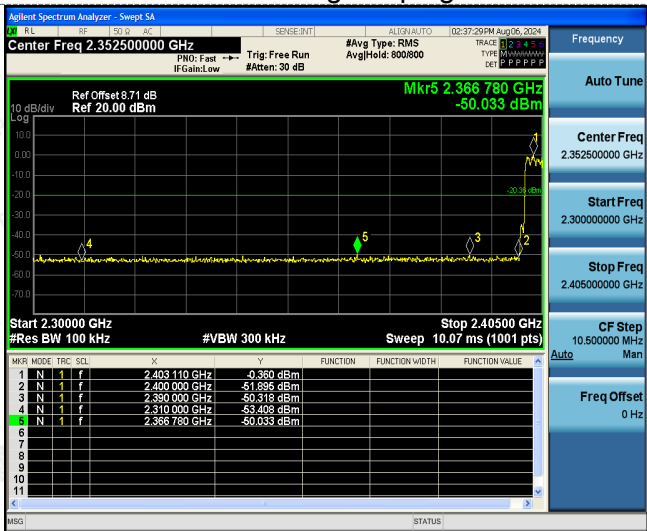 Agilent Spectrum Analyzer - Swept SA
RL RF 50 Ω AC SENSE:INT ALIGNAUTO 02:37:29PM Aug06, 2024
Center Freq 2.352500000 GHz
PNO: Fast
IFGain:Low
Trig: Free Run
#Atten: 30 dB
#Avg Type: RMS
Avg|Hold: 800/800
TRACE 1 2 3 4 5 6
TYPE
DET P P P P P P
Ref Offset 8.71 dB
Ref 20.00 dBm
10 dB/div
Log
Mkr5 2.366 780 GHz
-50.033 dBm
10.0
0.00
-10.0
-20.0
-30.0
-40.0
-50.0
-60.0
-70.0
1
-20.36 dBm
4
5
3
2
Start 2.30000 GHz
Stop 2.40500 GHz
#Res BW 100 kHz
#VBW 300 kHz
Sweep 10.07 ms (1001 pts)
MKR MODE TRC SCL X Y FUNCTION FUNCTION WIDTH FUNCTION VALUE
1 N 1 f 2.403 110 GHz -0.360 dBm
2 N 1 f 2.400 000 GHz -51.895 dBm
3 N 1 f 2.390 000 GHz -50.318 dBm
4 N 1 f 2.310 000 GHz -53.408 dBm
5 N 1 f 2.366 780 GHz -50.033 dBm
6
7
8
9
10
11
MSG
STATUS
Frequency
Auto Tune
Center Freq
2.352500000 GHz
Start Freq
2.300000000 GHz
Stop Freq
2.405000000 GHz
CF Step
10.500000 MHz
Auto Man
Freq Offset
0 Hz